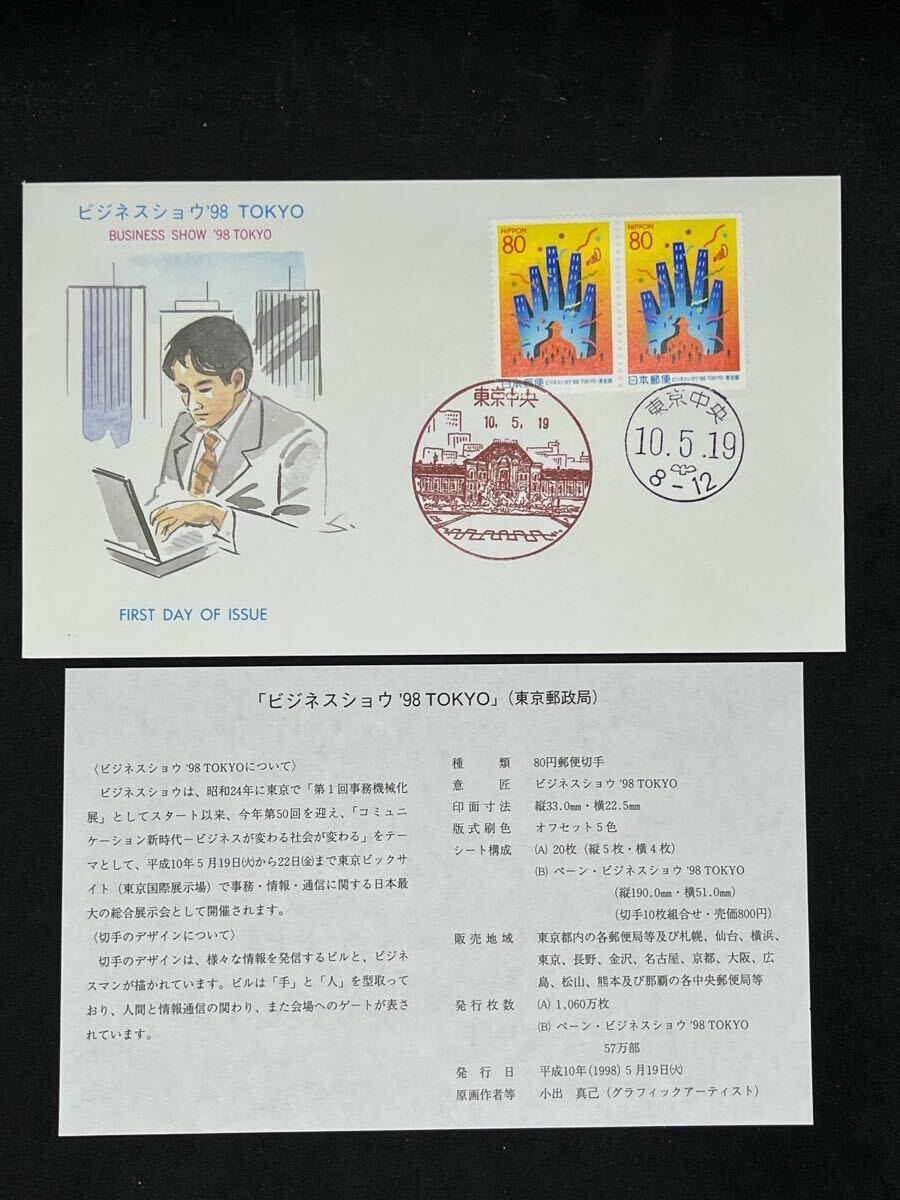 ビジネスショウ'98 TOKYO
BUSINESS SHOW '98 TOKYO
NIPPON
80
日本郵便 ビジネスショウ'98 TOKYO・東京都
NIPPON
80
日本郵便 ビジネスショウ'98 TOKYO・東京都
東京中央
10. 5. 19
東京中央
10.5.19
8-12
S.
FIRST DAY OF ISSUE
「ビジネスショウ '98 TOKYO」(東京郵政局)
〈ビジネスショウ '98 TOKYOについて〉
ビジネスショウは、昭和24年に東京で「第1回事務機械化
展」としてスタート以来、今年第50回を迎え、「コミュニ
ケーション新時代−ビジネスが変わる社会が変わる」をテー
マとして、平成10年5月19日㈫から22日㈮まで東京ビックサ
イト(東京国際展示場)で事務・情報・通信に関する日本最
大の総合展示会として開催されます。
〈切手のデザインについて〉
切手のデザインは、様々な情報を発信するビルと、ビジネ
スマンが描かれています。ビルは「手」と「人」を型取って
おり、人間と情報通信の関わり、また会場へのゲートが表さ
れています。
種類 80円郵便切手
意匠 ビジネスショウ '98 TOKYO
印面寸法 縦33.0mm・横22.5mm
版式刷色 オフセット5色
シート構成 (A) 20枚(縦5枚・横4枚)
(B) ペーン・ビジネスショウ '98 TOKYO
(縦190.0mm・横51.0mm)
(切手10枚組合せ・売価800円)
販売地域 東京都内の各郵便局等及び札幌、仙台、横浜、
東京、長野、金沢、名古屋、京都、大阪、広
島、松山、熊本及び那覇の各中央郵便局等
発行枚数 (A) 1,060万枚
(B) ペーン・ビジネスショウ '98 TOKYO
57万部
発行日 平成10年(1998)5月19日㈫
原画作者等 小出 真己(グラフィックアーティスト)